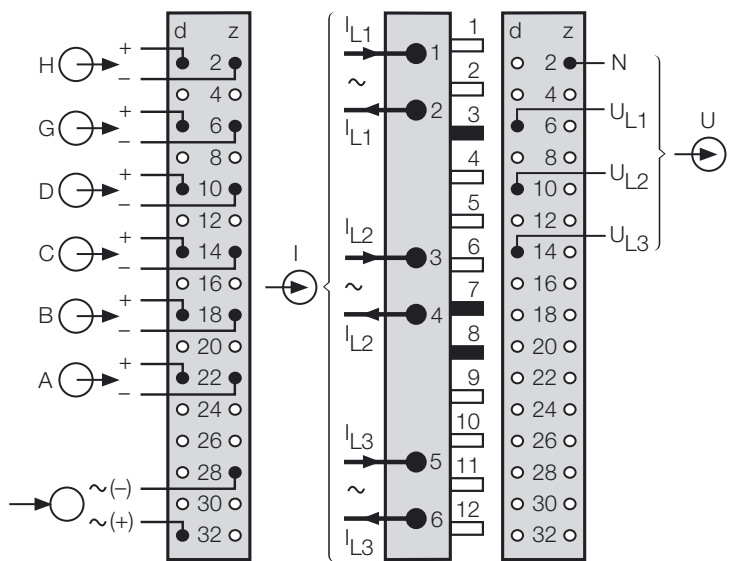 d z
H + – 2
4
G + – 6
8
D + – 10
12
C + – 14
16
B + – 18
20
A + – 22
24
26
~(–) 28
30
~(+) 32
I
IL1 1
~
IL1 2
IL2 3
~
IL2 4
IL3 5
~
IL3 6
1
2
3
4
5
6
7
8
9
10
11
12
d z
2 N
4
6 UL1
8
10 UL2
12
14 UL3
16
18
20
22
24
26
28
30
32
U